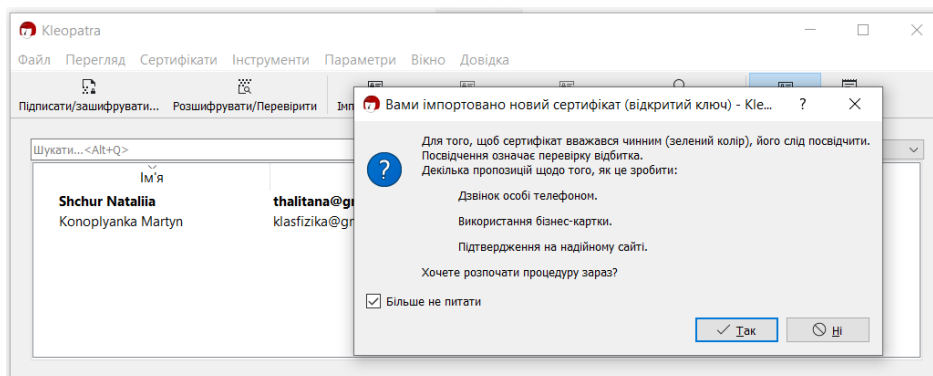 Kleopatra
Файл Перегляд Сертифікати Інструменти Параметри Вікно Довідка
Підписати/зашифрувати... Розшифрувати/Перевірити
Вами імпортовано новий сертифікат (відкритий ключ) - Kle... ?
Шукати...<Alt+Q>
Ім'я
Shchur Nataliia thalitana@gr
Konoplyanka Martyn klasfizika@gr
Для того, щоб сертифікат вважався чинним (зелений колір), його слід посвідчити.
Посвідчення означає перевірку відбитка.
Декілька пропозицій щодо того, як це зробити:
Дзвінок особі телефоном.
Використання бізнес-картки.
Підтвердження на надійному сайті.
Хочете розпочати процедуру зараз?
Більше не питати
Так Ні